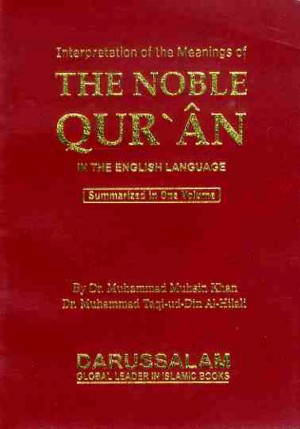 Interpretation of the Meanings of
THE NOBLE
QUR`ÂN
IN THE ENGLISH LANGUAGE
Summarized in One Volume
By Dr. Muhammad Muhsin Khan
Dr. Muhammad Taqi-ud-Din Al-Hilali
DARUSSALAM
GLOBAL LEADER IN ISLAMIC BOOKS